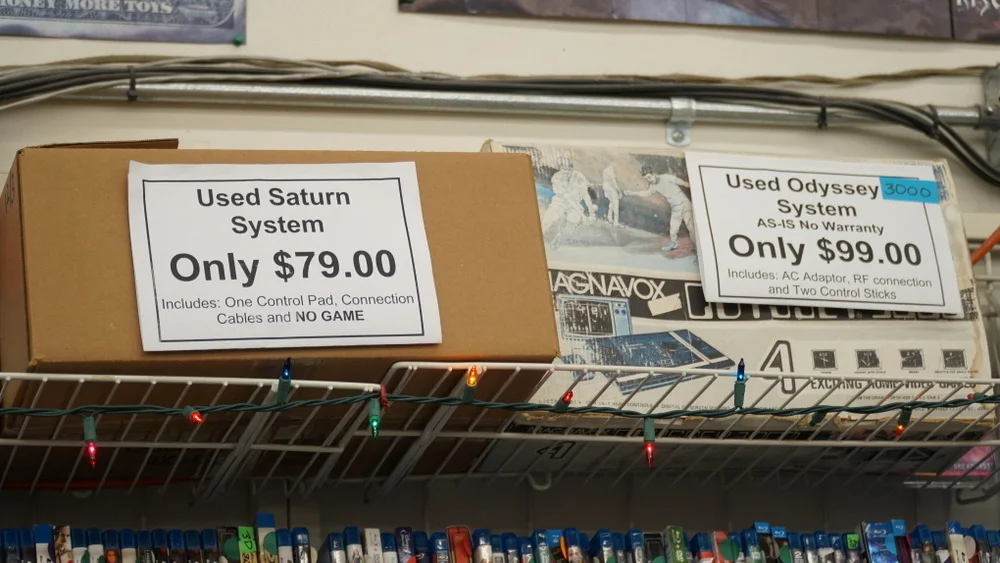 MONEY MORE TOYS
Used Saturn
System
Only $79.00
Includes: One Control Pad, Connection
Cables and NO GAME
Used Odyssey 3000
System
AS-IS No Warranty
Only $99.00
Includes: AC Adaptor, RF connection
and Two Control Sticks
MAGNAVOX
4
EXCITING HOME VIDEO GAMES